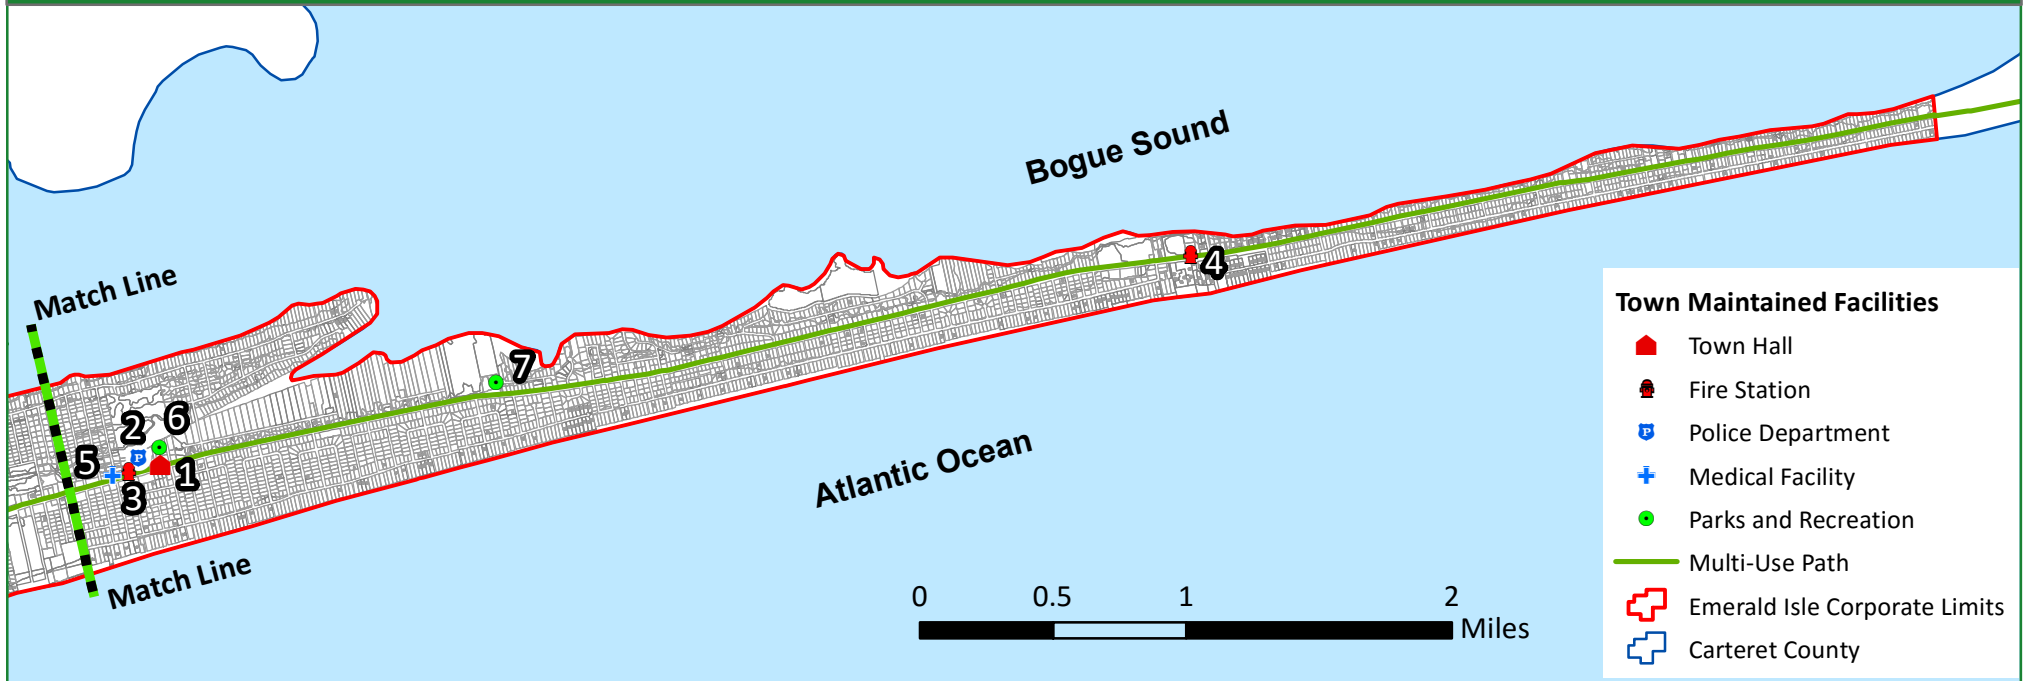 Bogue Sound
Match Line
4
7
2 6
5 P 1
3
Atlantic Ocean
Match Line
0 0.5 1 2
Miles
Town Maintained Facilities
Town Hall
Fire Station
P Police Department
Medical Facility
Parks and Recreation
Multi-Use Path
Emerald Isle Corporate Limits
Carteret County